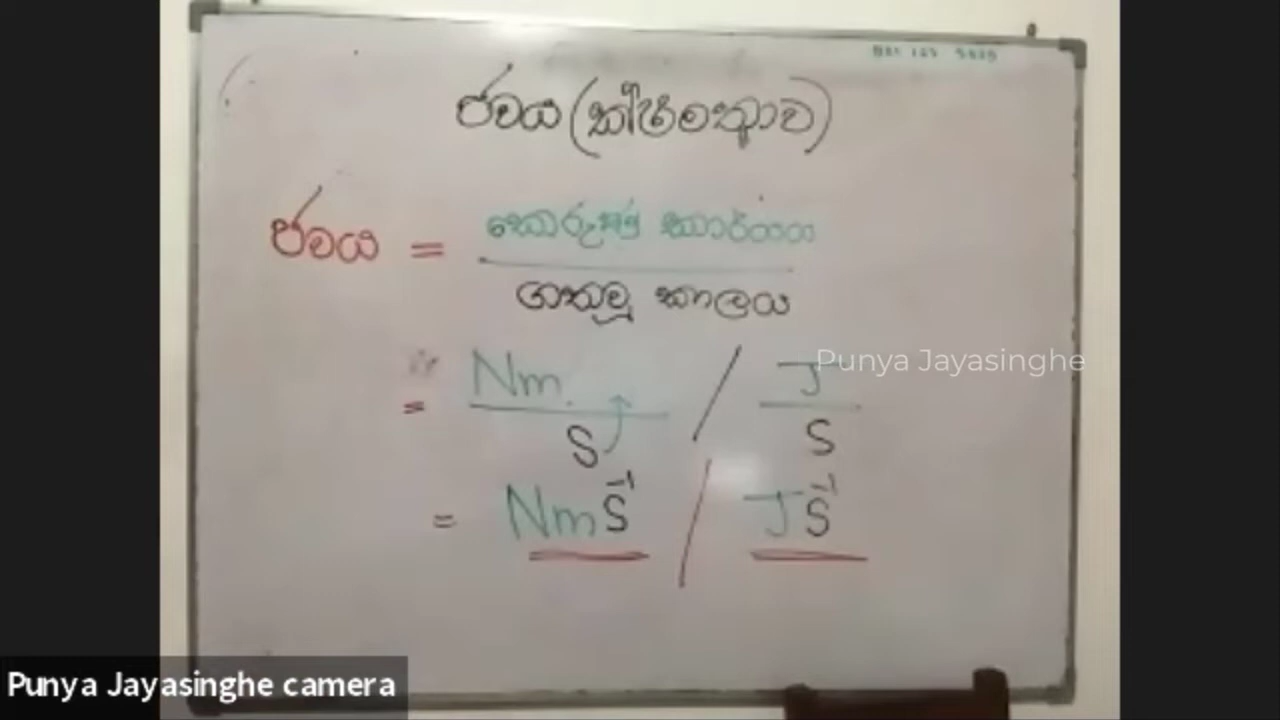 ජවය (ක්ෂමතාව)
ජවය = කෙරුණු කාර්යය
ගතවූ කාලය
Punya Jayasinghe
= Nm / J
S S
= NmS⁻¹ / JS⁻¹
Punya Jayasinghe camera